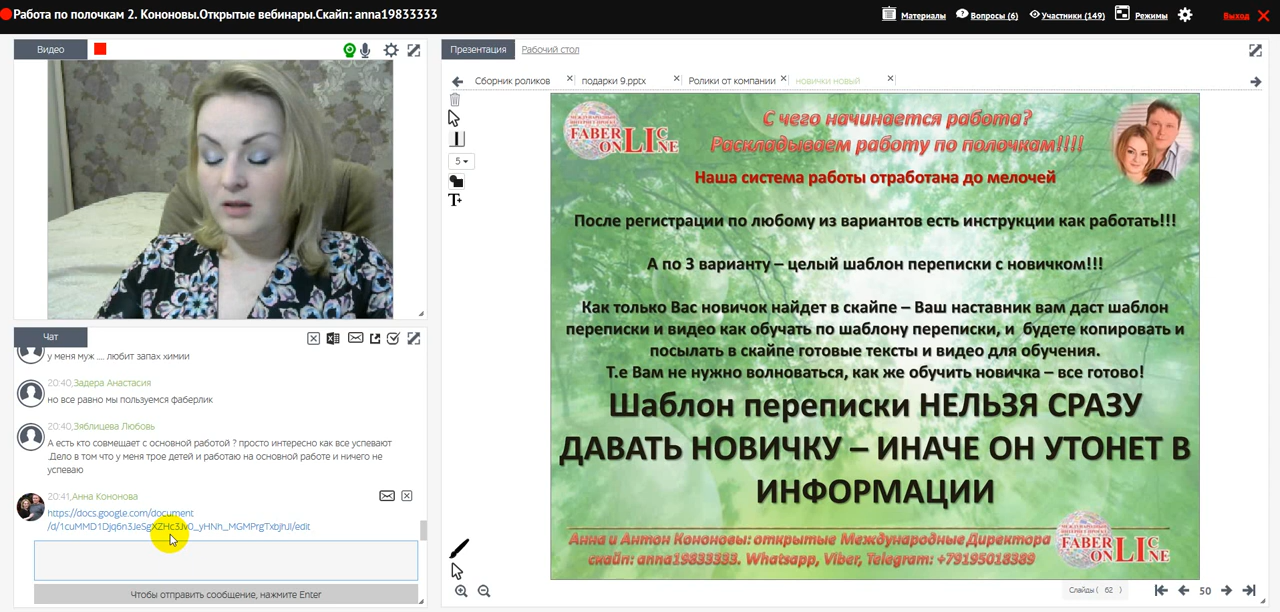 Работа по полочкам 2. Кононовы.Открытые вебинары.Скайп: anna19833333
Материалы
Вопросы (6)
Участники (149)
Режимы
Выход
Видео
Презентация
Рабочий стол
Сборник роликов
подарки 9.pptx
Ролики от компании
новички новый
5
T+
FABERLIC
ONLINE
С чего начинается работа?
Раскладываем работу по полочкам!!!!
Наша система работы отработана до мелочей
После регистрации по любому из вариантов есть инструкции как работать!!!
А по 3 варианту – целый шаблон переписки с новичком!!!
Как только Вас новичок найдет в скайпе – Ваш наставник вам даст шаблон
переписки и видео как обучать по шаблону переписки, и будете копировать и
посылать в скайпе готовые тексты и видео для обучения.
Т.е Вам не нужно волноваться, как же обучить новичка – все готово!
Шаблон переписки НЕЛЬЗЯ СРАЗУ
ДАВАТЬ НОВИЧКУ – ИНАЧЕ ОН УТОНЕТ В
ИНФОРМАЦИИ
Анна и Антон Кононовы: открытые Международные Директора
скайп: anna19833333. Whatsapp, Viber, Telegram: +79195018389
FABERLIC
ONLINE
Слайды ( 62 )
50
Чат
у меня муж .... любит запах химии
20:40,Задера Анастасия
но все равно мы пользуемся фаберлик
20:40,Зяблицева Любовь
А есть кто совмещает с основной работой ? просто интересно как все успевают
.Дело в том что у меня трое детей и работаю на основной работе и ничего не
успеваю
20:41,Анна Кононова
https://docs.google.com/document
Чтобы отправить сообщение, нажмите Enter